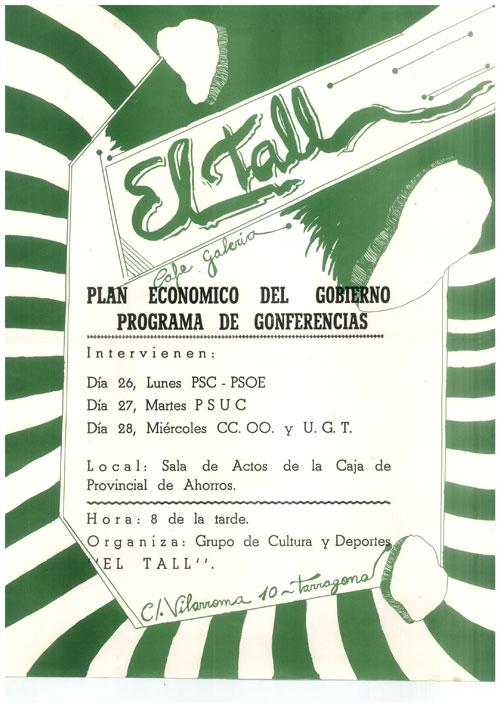 El Tall
Cafe Galeria
PLAN ECONOMICO DEL GOBIERNO
PROGRAMA DE GONFERENCIAS
Intervienen:
Día 26, Lunes PSC - PSOE
Día 27, Martes P S U C
Día 28, Miércoles CC. OO. y U. G. T.
Local: Sala de Actos de la Caja de
Provincial de Ahorros.
Hora: 8 de la tarde.
Organiza: Grupo de Cultura y Deportes
''EL TALL''.
C/. Vilarroma 10 ~ Tarragona